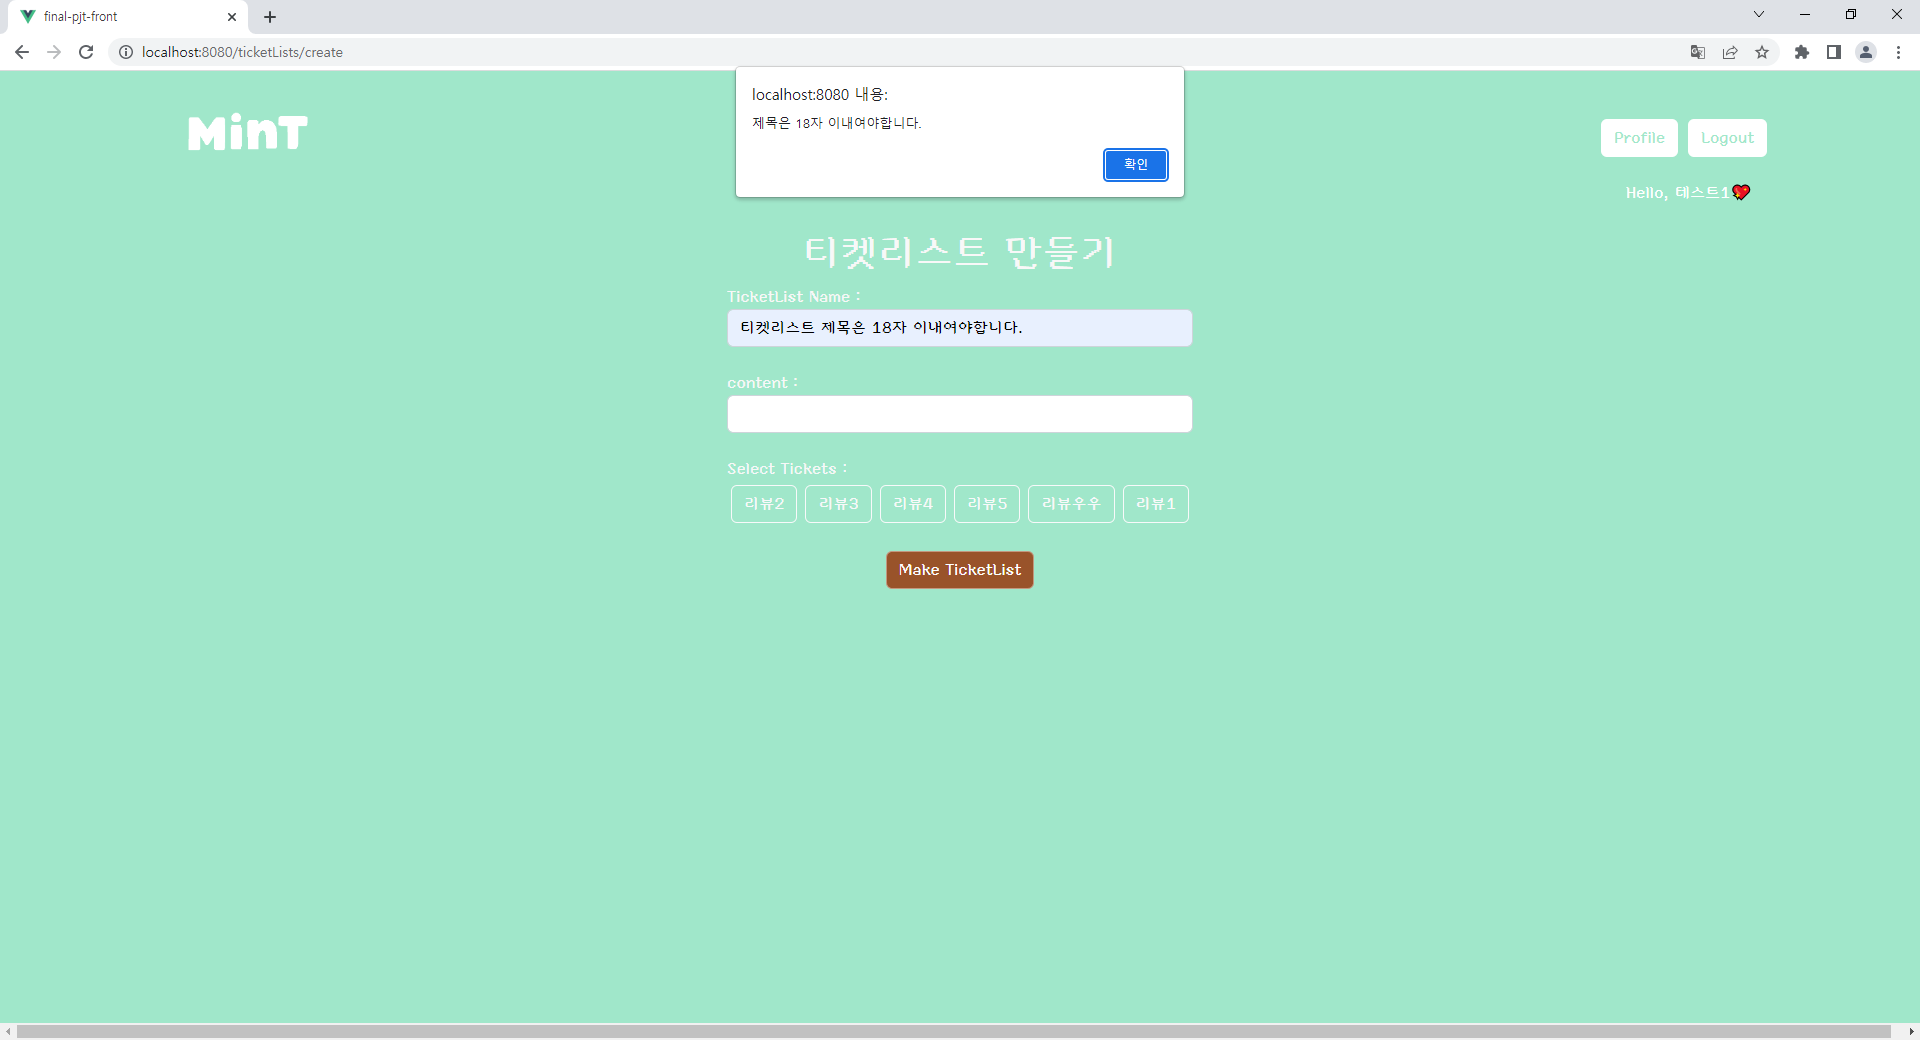 final-pjt-front
localhost:8080/ticketLists/create
localhost:8080 내용:
제목은 18자 이내여야합니다.
확인
MinT
Profile
Logout
Hello, 테스트1
티켓리스트 만들기
TicketList Name :
티켓리스트 제목은 18자 이내여야합니다.
content :
Select Tickets :
리뷰2
리뷰3
리뷰4
리뷰5
리뷰우우
리뷰1
Make TicketList